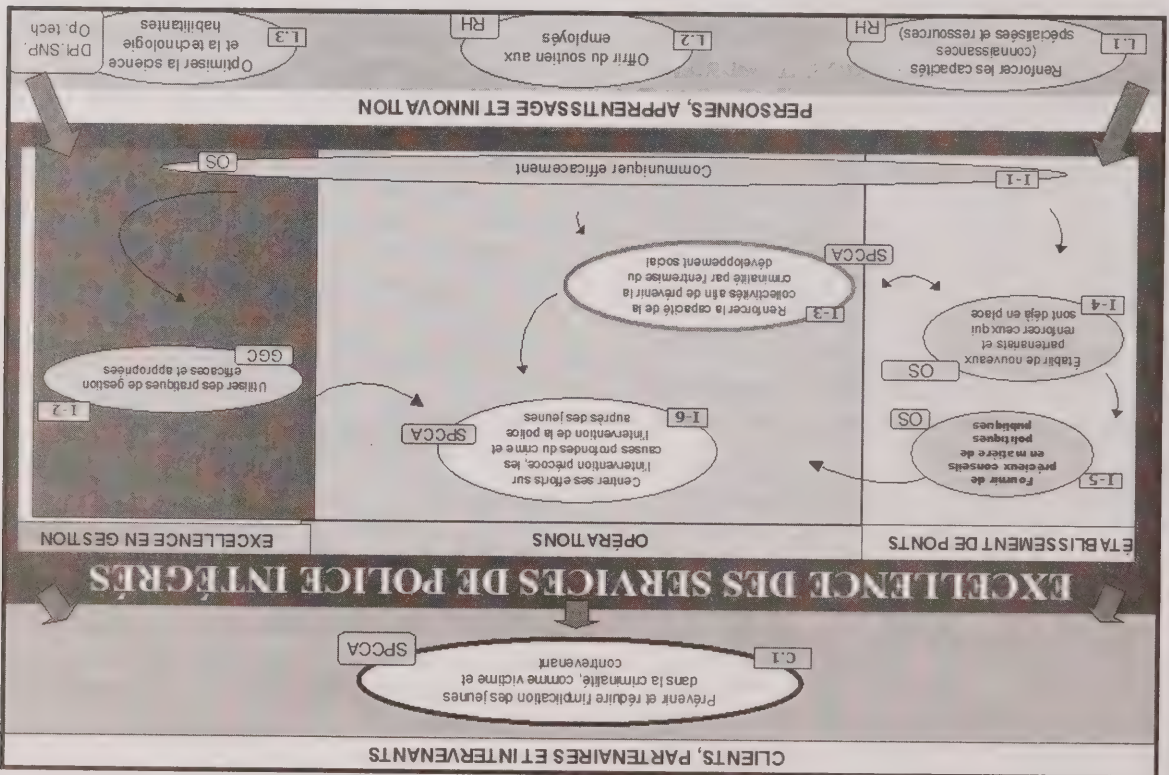 CLIENTS, PARTENAIRES ET INTERVENANTS
Prévenir et réduire l'implication des jeunes
dans la criminalité, comme victime et
contrevenant
C.1
SPCCA
EXCELLENCE DES SERVICES DE POLICE INTÉGRÉS
ÉTABLISSEMENT DE PONTS
OPÉRATIONS
EXCELLENCE EN GESTION
I-5
Fournir de
précieux conseils
en matière de
politiques
publiques
OS
Centrer ses efforts sur
l'intervention précoce, les
causes profondes du crime et
l'intervention de la police
auprès des jeunes
I-6
SPCCA
I-2
Utiliser des pratiques de gestion
efficaces et appropriées
GGC
Établir de nouveaux
partenariats et
renforcer ceux qui
sont déjà en place
I-4
OS
I-3
Renforcer la capacité de la
collectivités afin de prévenir la
criminalité par l'entremise du
développement social
SPCCA
I-1
Communiquer efficacement
OS
PERSONNES, APPRENTISSAGE ET INNOVATION
L.1
Renforcer les capacités
(connaissances
spécialisées et ressources)
RH
L.2
Offrir du soutien aux
employés
RH
L.3
Optimiser la science
et la technologie
habilitantes
DPI.SNP.
Op. tech